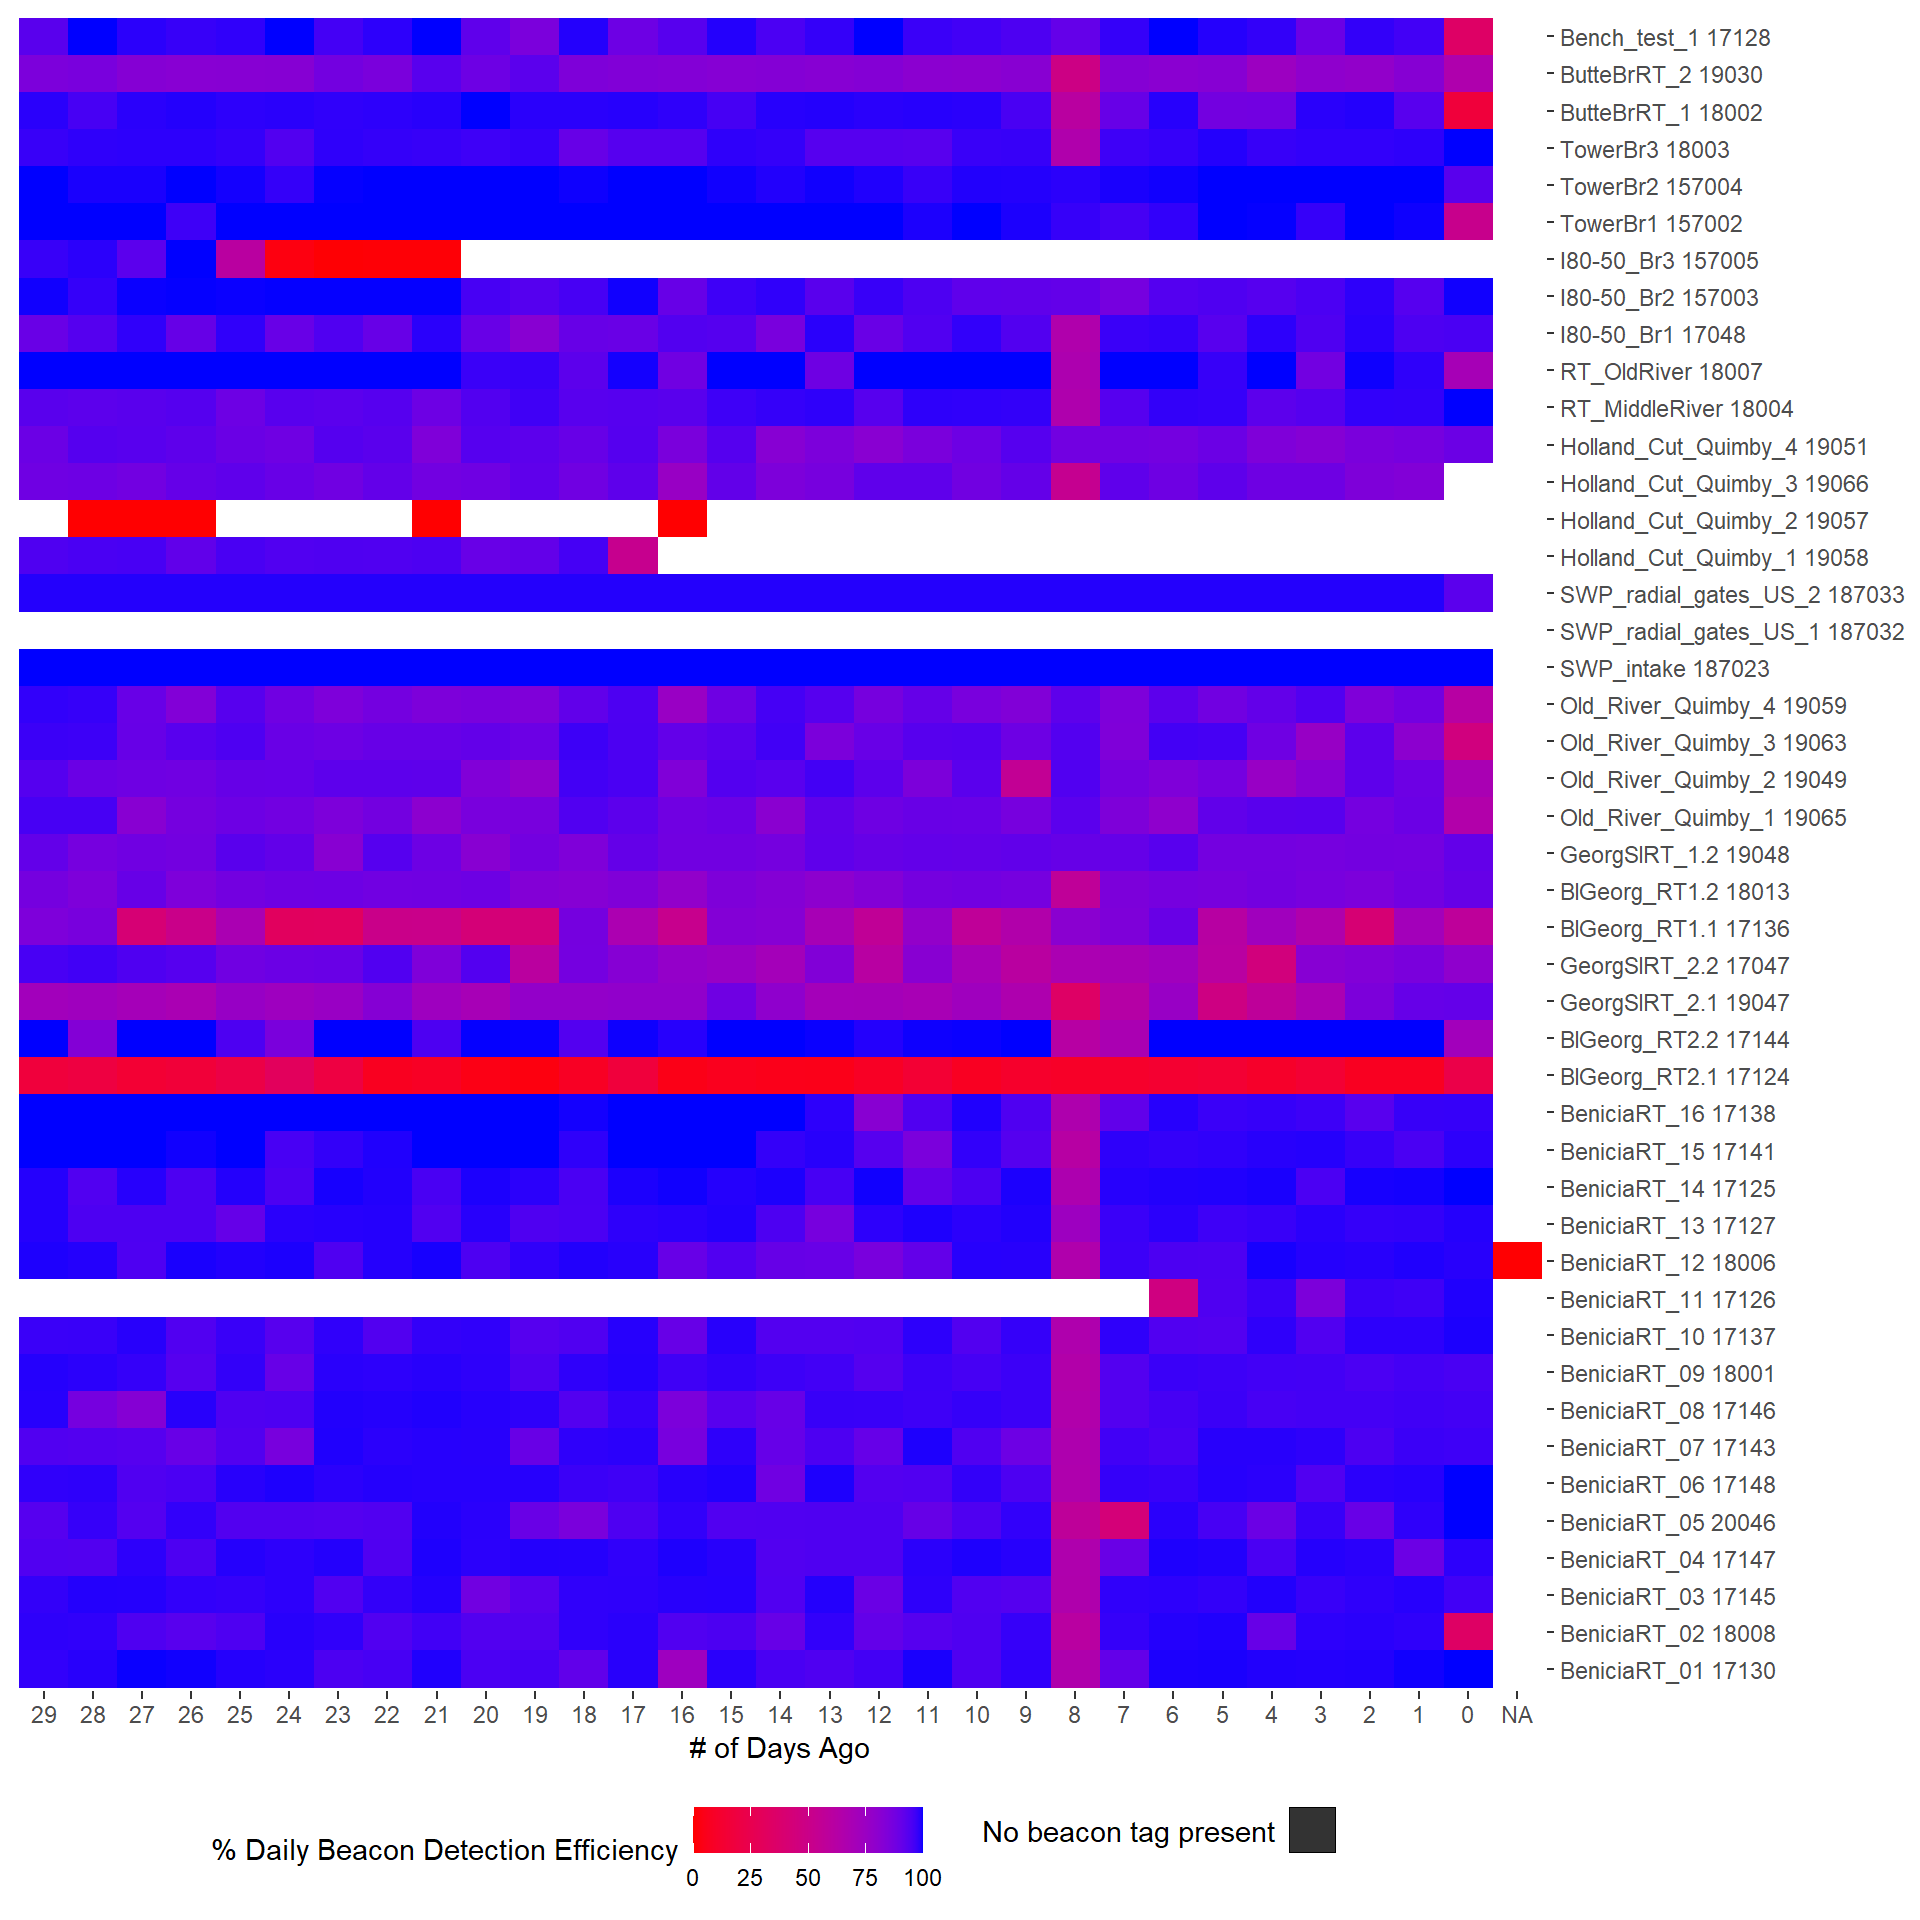 Bench_test_1 17128
ButteBrRT_2 19030
ButteBrRT_1 18002
TowerBr3 18003
TowerBr2 157004
TowerBr1 157002
I80-50_Br3 157005
I80-50_Br2 157003
I80-50_Br1 17048
RT_OldRiver 18007
RT_MiddleRiver 18004
Holland_Cut_Quimby_4 19051
Holland_Cut_Quimby_3 19066
Holland_Cut_Quimby_2 19057
Holland_Cut_Quimby_1 19058
SWP_radial_gates_US_2 187033
SWP_radial_gates_US_1 187032
SWP_intake 187023
Old_River_Quimby_4 19059
Old_River_Quimby_3 19063
Old_River_Quimby_2 19049
Old_River_Quimby_1 19065
GeorgSlRT_1.2 19048
BlGeorg_RT1.2 18013
BlGeorg_RT1.1 17136
GeorgSlRT_2.2 17047
GeorgSlRT_2.1 19047
BlGeorg_RT2.2 17144
BlGeorg_RT2.1 17124
BeniciaRT_16 17138
BeniciaRT_15 17141
BeniciaRT_14 17125
BeniciaRT_13 17127
BeniciaRT_12 18006
BeniciaRT_11 17126
BeniciaRT_10 17137
BeniciaRT_09 18001
BeniciaRT_08 17146
BeniciaRT_07 17143
BeniciaRT_06 17148
BeniciaRT_05 20046
BeniciaRT_04 17147
BeniciaRT_03 17145
BeniciaRT_02 18008
BeniciaRT_01 17130
29 28 27 26 25 24 23 22 21 20 19 18 17 16 15 14 13 12 11 10 9 8 7 6 5 4 3 2 1 0 NA
# of Days Ago
% Daily Beacon Detection Efficiency
0 25 50 75 100
No beacon tag present